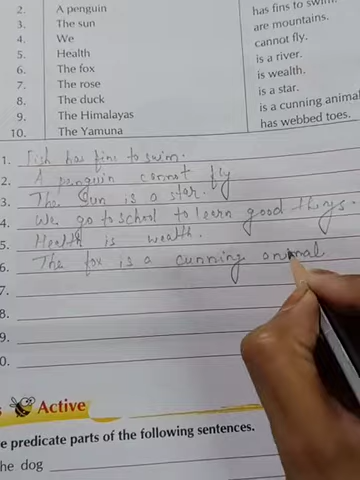 2. A penguin has fins to swim.
3. The sun are mountains.
4. We cannot fly.
5. Health is a river.
6. The fox is wealth.
7. The rose is a star.
8. The duck is a cunning animal
9. The Himalayas has webbed toes.
10. The Yamuna
1. Fish has fins to swim.
2. A penguin cannot fly
3. The Sun is a star.
4. We go to school to learn good things.
5. Health is wealth.
6. The fox is a cunning animal
7.
8.
9.
0.
s Active
e predicate parts of the following sentences.
he dog